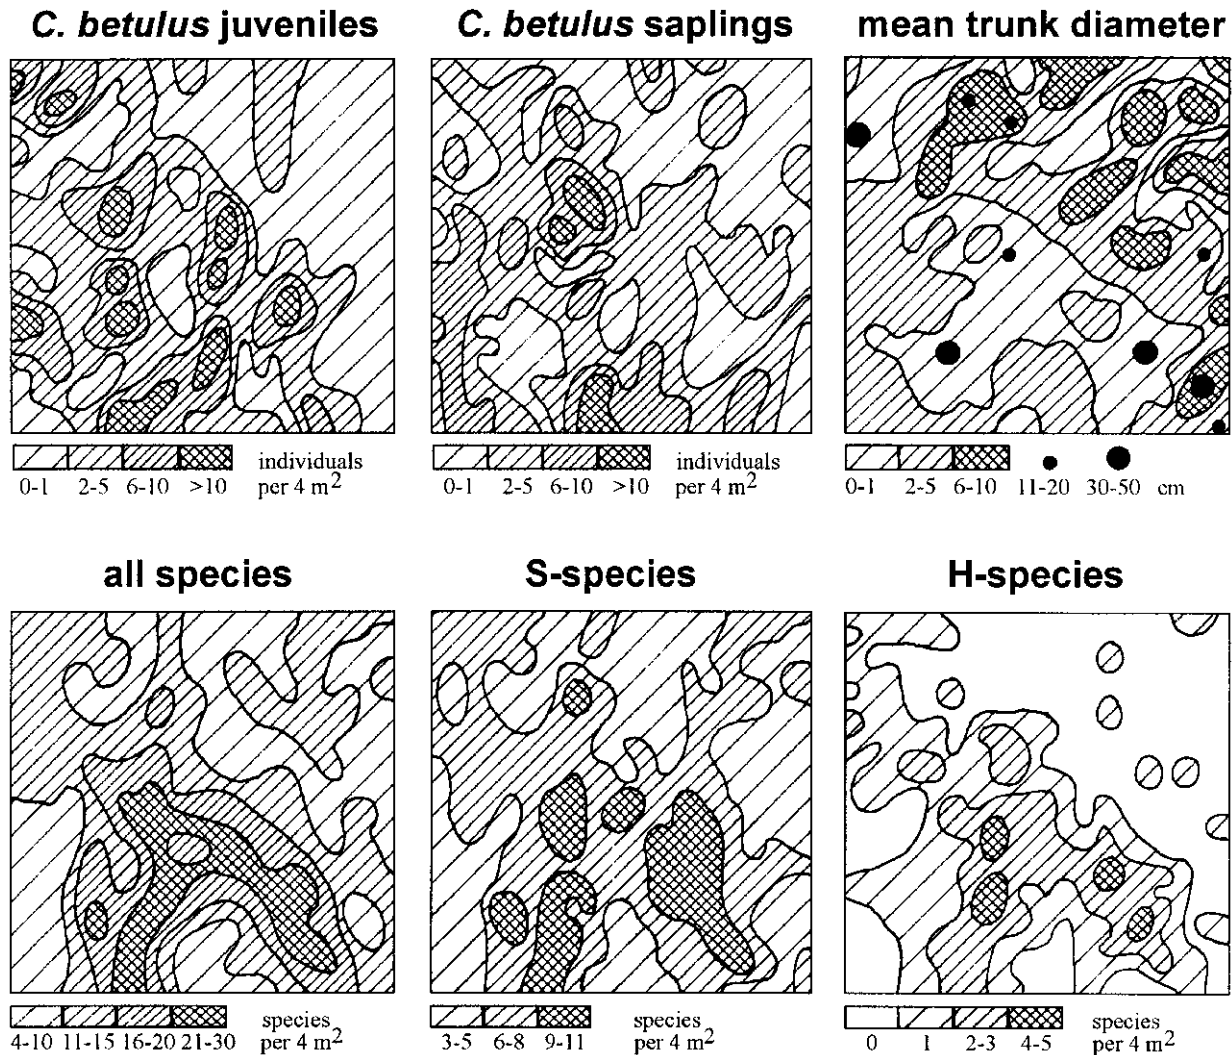 C. betulus juveniles
C. betulus saplings
mean trunk diameter
individuals
0-1 2-5 6-10 >10 per 4 m2
individuals
0-1 2-5 6-10 >10 per 4 m2
0-1 2-5 6-10 11-20 30-50 cm
all species
S-species
H-species
species
4-10 11-15 16-20 21-30 per 4 m2
species
3-5 6-8 9-11 per 4 m2
species
0 1 2-3 4-5 per 4 m2